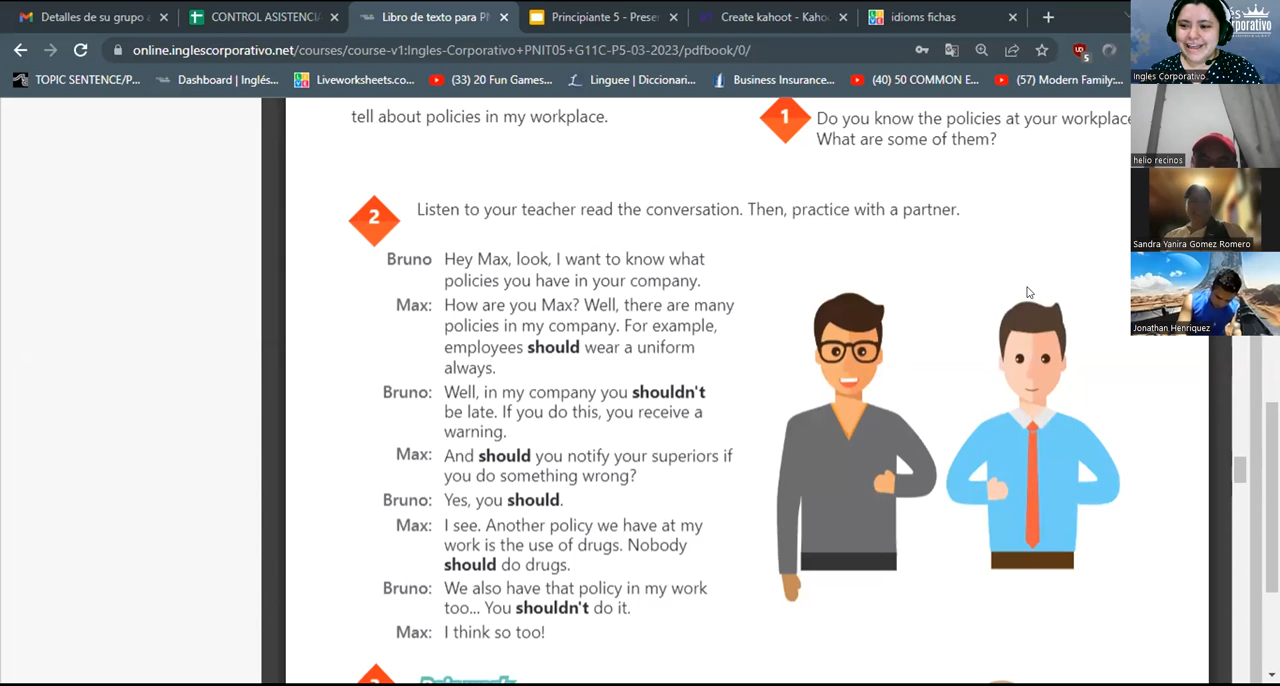 Detalles de su grupo
CONTROL ASISTENCI
Libro de texto para PN
Principiante 5 - Prese
Create kahoot - Kaho
idioms fichas
online.inglescorporativo.net/courses/course-v1:Ingles-Corporativo+PNIT05+G11C-P5-03-2023/pdfbook/0/
5
TOPIC SENTENCE/P...
Dashboard | Inglés...
Liveworksheets.co...
(33) 20 Fun Games...
Linguee | Diccionari...
Business Insurance...
(40) 50 COMMON E...
(57) Modern Family:...
Ingles Corporativo
helio recinos
Sandra Yanira Gomez Romero
Jonathan Henriquez
tell about policies in my workplace.
1
Do you know the policies at your workplace
What are some of them?
2
Listen to your teacher read the conversation. Then, practice with a partner.
Bruno Hey Max, look, I want to know what
policies you have in your company.
Max: How are you Max? Well, there are many
policies in my company. For example,
employees should wear a uniform
always.
Bruno: Well, in my company you shouldn't
be late. If you do this, you receive a
warning.
Max: And should you notify your superiors if
you do something wrong?
Bruno: Yes, you should.
Max: I see. Another policy we have at my
work is the use of drugs. Nobody
should do drugs.
Bruno: We also have that policy in my work
too... You shouldn't do it.
Max: I think so too!